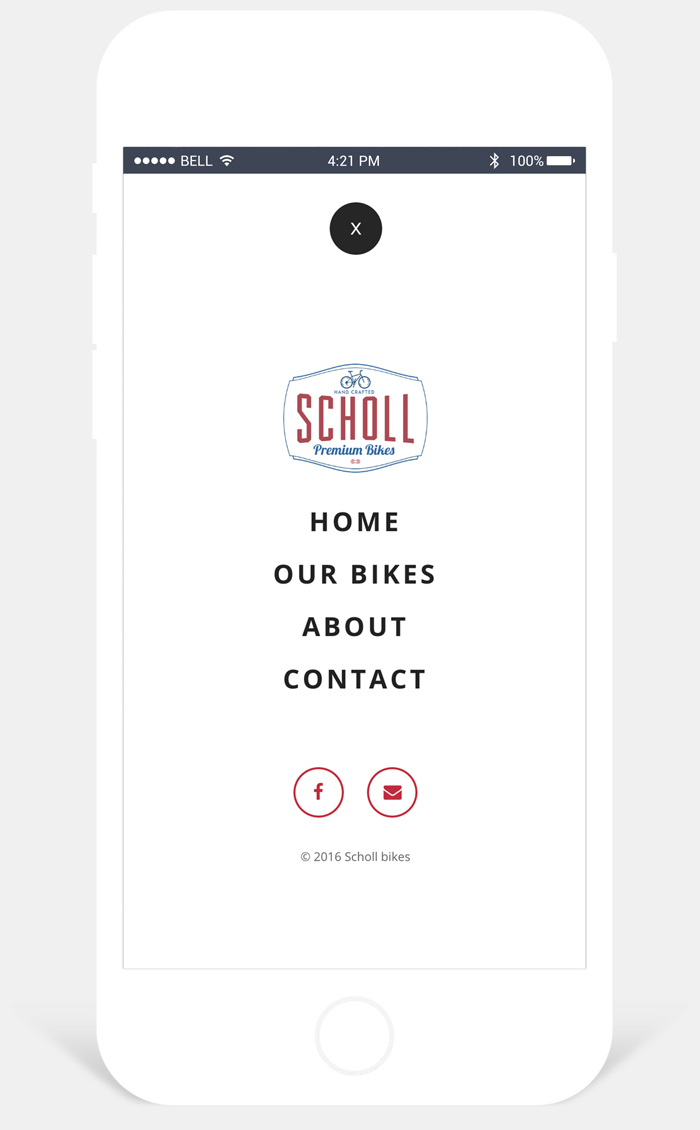 BELL 4:21 PM 100%
X
HAND CRAFTED
SCHOLL
Premium Bikes
HOME
OUR BIKES
ABOUT
CONTACT
f
© 2016 Scholl bikes